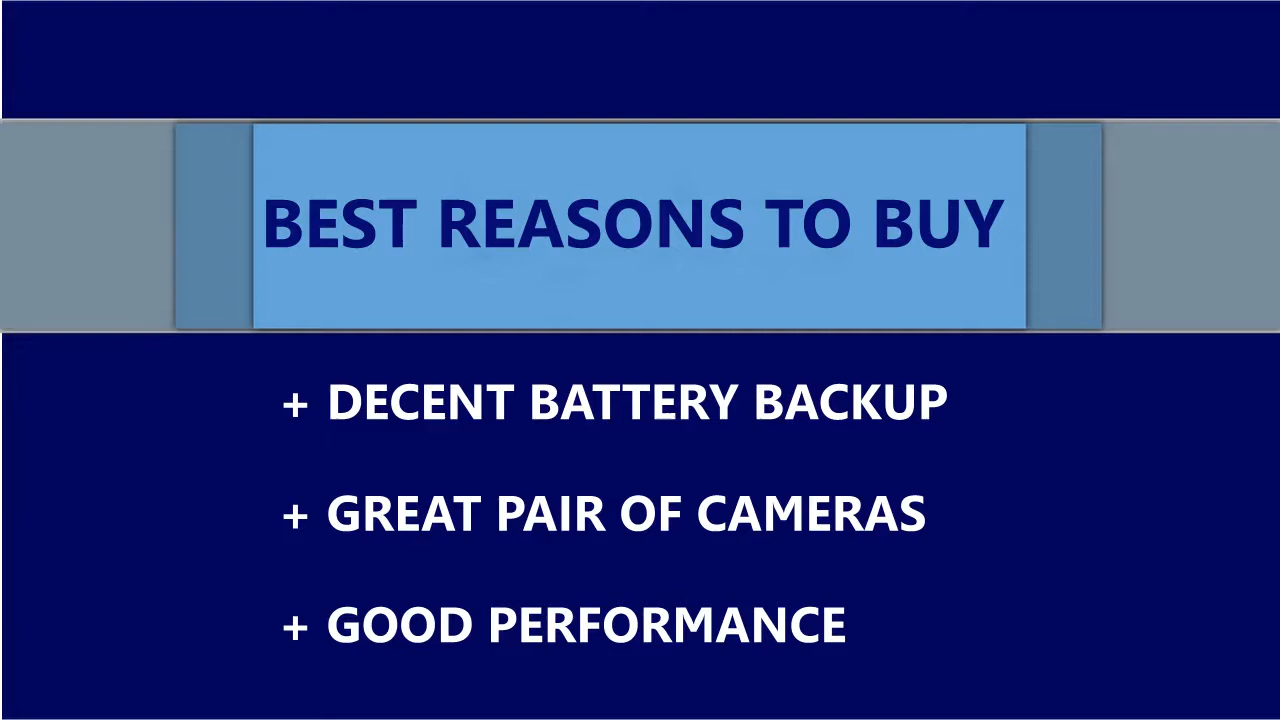 BEST REASONS TO BUY
+ DECENT BATTERY BACKUP
+ GREAT PAIR OF CAMERAS
+ GOOD PERFORMANCE